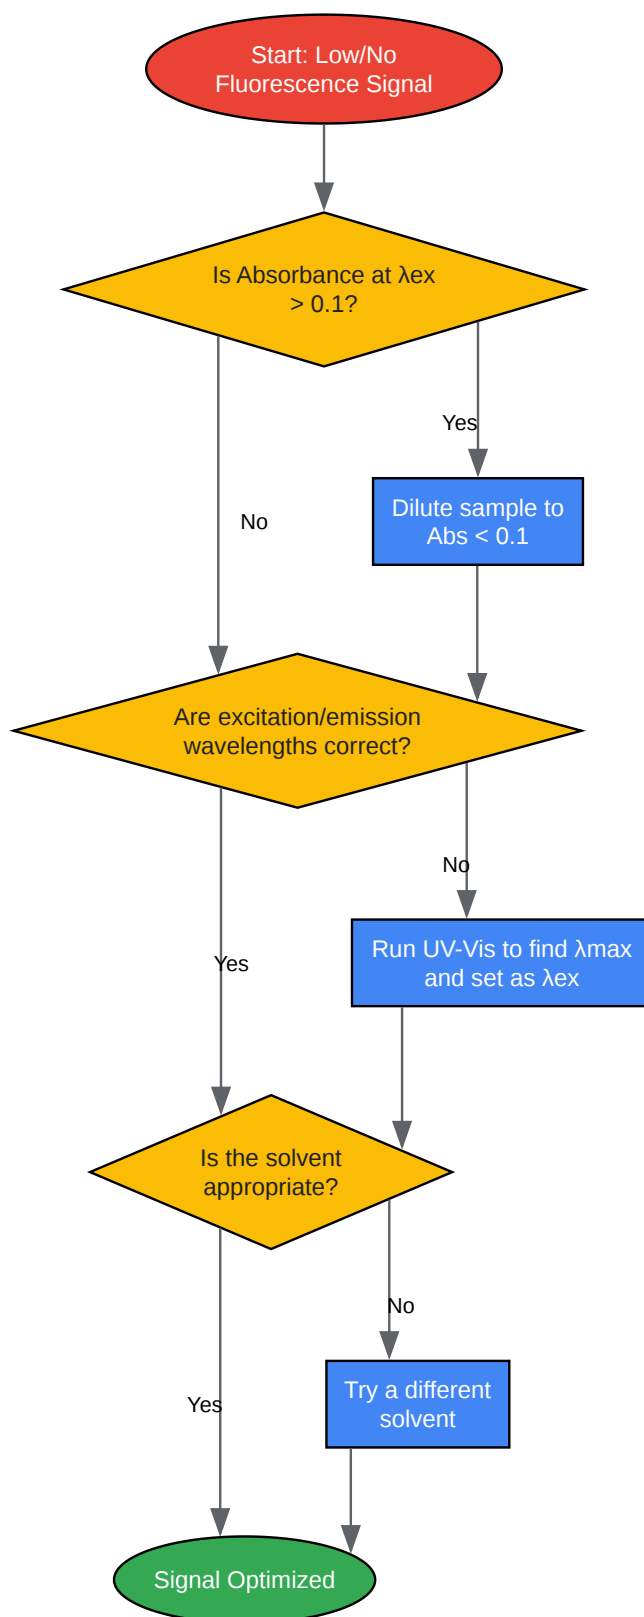 Start: Low/No
Fluorescence Signal
Is Absorbance at λex
> 0.1?
Yes
Dilute sample to
Abs < 0.1
No
Are excitation/emission
wavelengths correct?
No
Run UV-Vis to find λmax
and set as λex
Yes
Is the solvent
appropriate?
No
Try a different
solvent
Yes
Signal Optimized